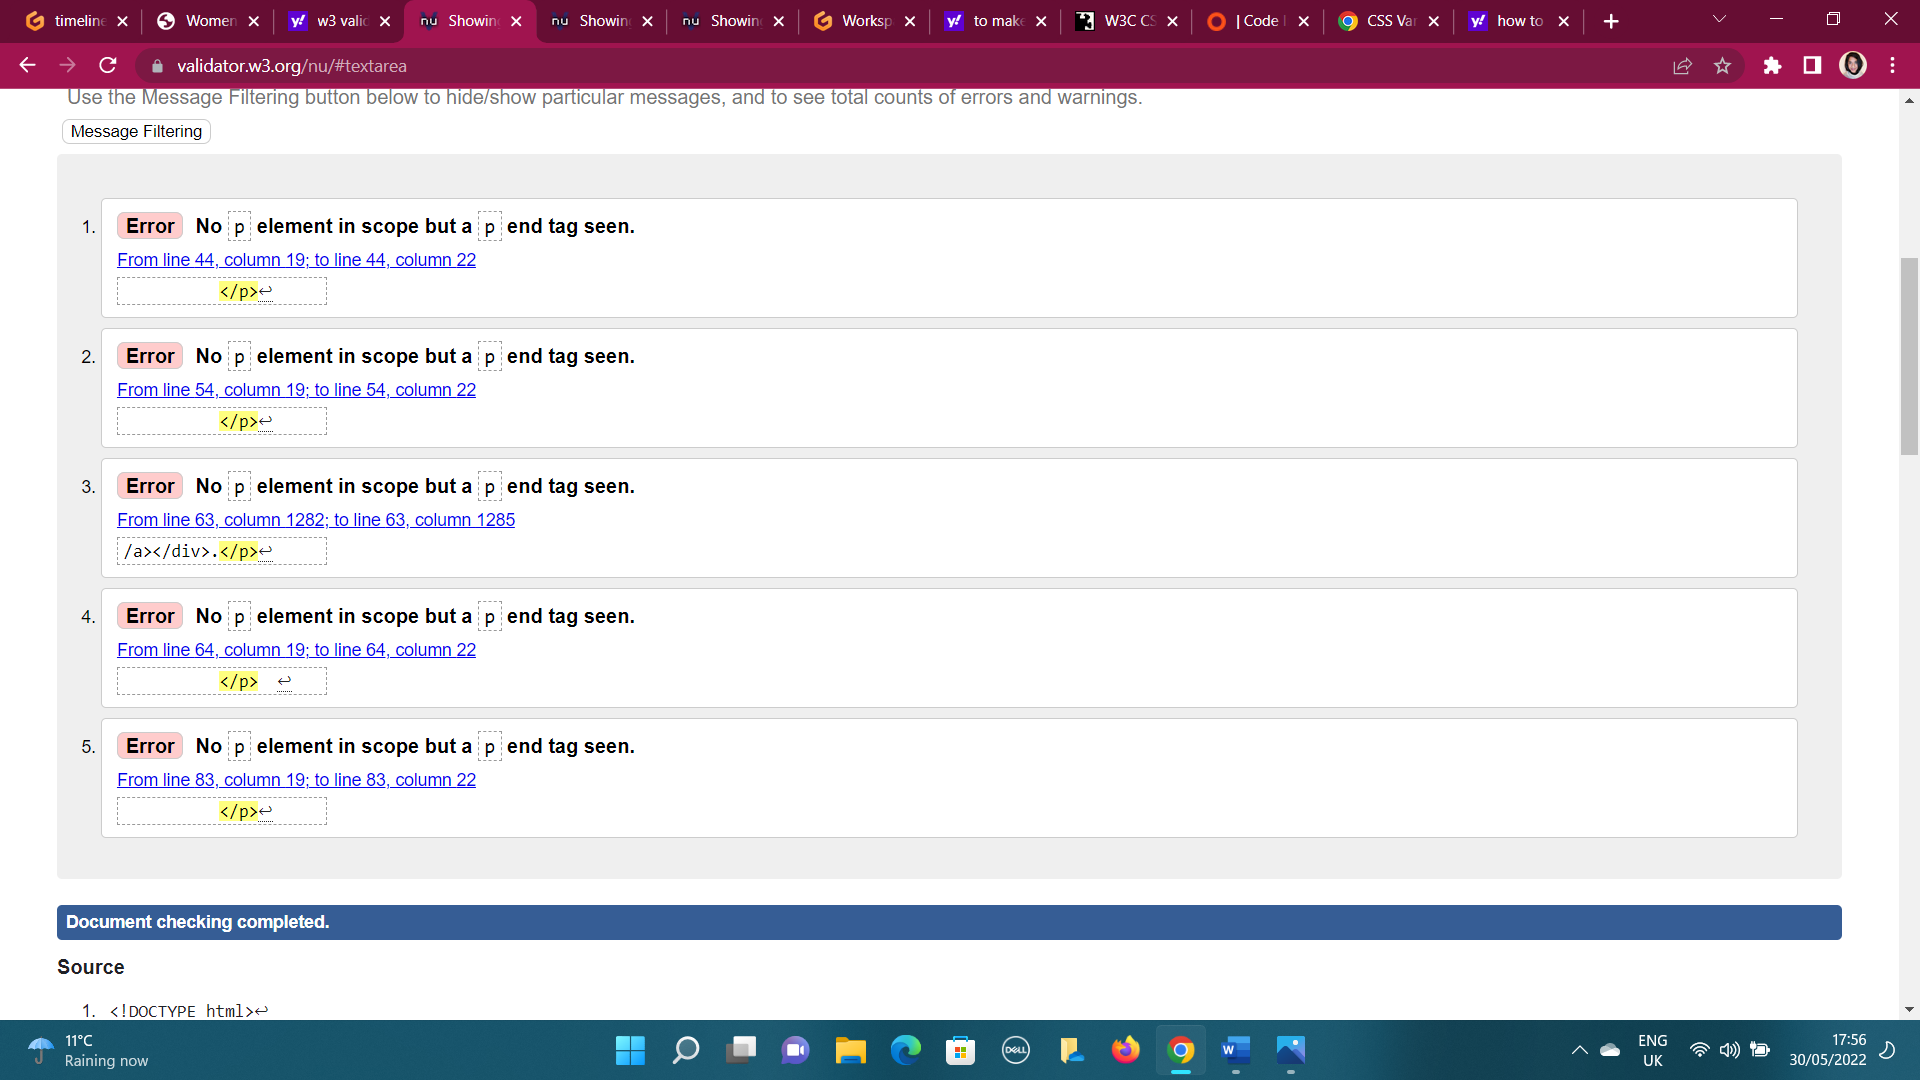 timeline
Women
w3 valid
Showing
Showing
Showing
Worksp
to make
W3C CS
| Code
CSS Var
how to
validator.w3.org/nu/#textarea
Use the Message Filtering button below to hide/show particular messages, and to see total counts of errors and warnings.
Message Filtering
1. Error No p element in scope but a p end tag seen.
From line 44, column 19; to line 44, column 22
</p>↩
2. Error No p element in scope but a p end tag seen.
From line 54, column 19; to line 54, column 22
</p>↩
3. Error No p element in scope but a p end tag seen.
From line 63, column 1282; to line 63, column 1285
/a></div>.</p>↩
4. Error No p element in scope but a p end tag seen.
From line 64, column 19; to line 64, column 22
</p> ↩
5. Error No p element in scope but a p end tag seen.
From line 83, column 19; to line 83, column 22
</p>↩
Document checking completed.
Source
1. <!DOCTYPE html>↩
11°C
Raining now
DELL
ENG
UK
17:56
30/05/2022